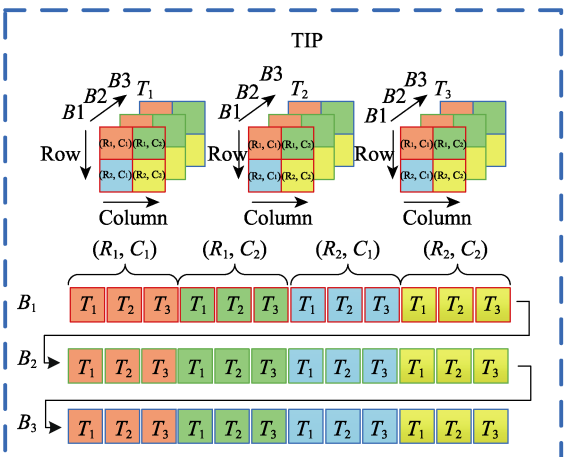 TIP
B1 B2 B3 T₁ B1 B2 B3 T₂ B1 B2 B3 T₃
(R₁, C₁) (R₁, C₂) (R₁, C₁) (R₁, C₂) (R₁, C₁) (R₁, C₂)
Row Row Row
(R₂, C₁) (R₂, C₂) (R₂, C₁) (R₂, C₂) (R₂, C₁) (R₂, C₂)
Column Column Column
(R₁, C₁) (R₁, C₂) (R₂, C₁) (R₂, C₂)
B₁ T₁ T₂ T₃ T₁ T₂ T₃ T₁ T₂ T₃ T₁ T₂ T₃
B₂ T₁ T₂ T₃ T₁ T₂ T₃ T₁ T₂ T₃ T₁ T₂ T₃
B₃ T₁ T₂ T₃ T₁ T₂ T₃ T₁ T₂ T₃ T₁ T₂ T₃